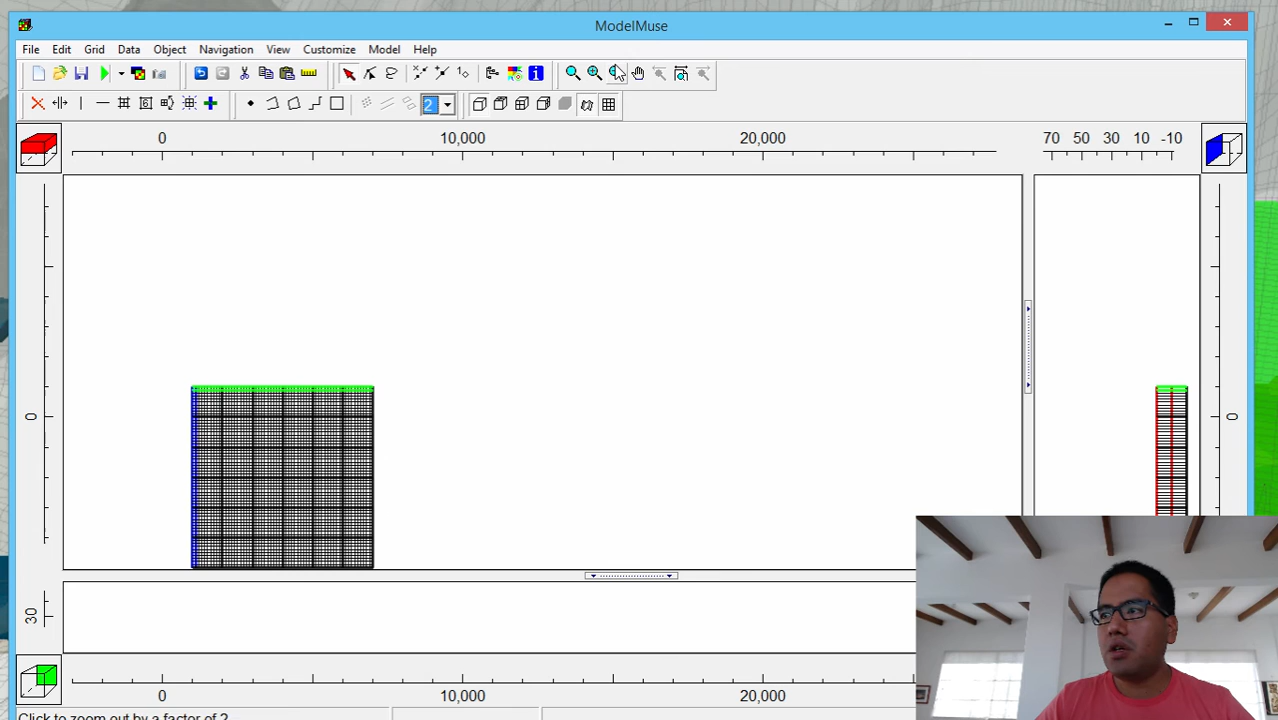 ModelMuse
File Edit Grid Data Object Navigation View Customize Model Help
2
0 10,000 20,000 70 50 30 10 -10
0 0
30
0 10,000 20,000
Click to zoom out by a factor of 2